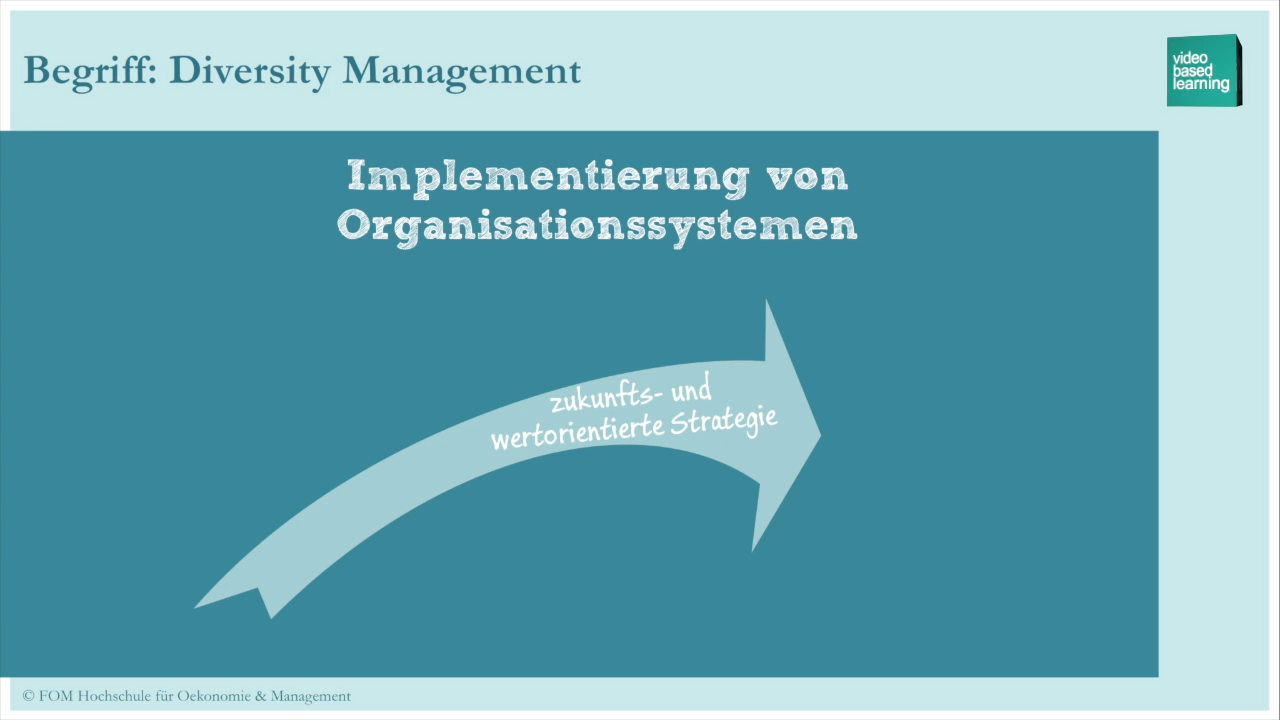 Begriff: Diversity Management
video
based
learning
Implementierung von
Organisationssystemen
zukunfts- und
wertorientierte Strategie
© FOM Hochschule für Oekonomie & Management